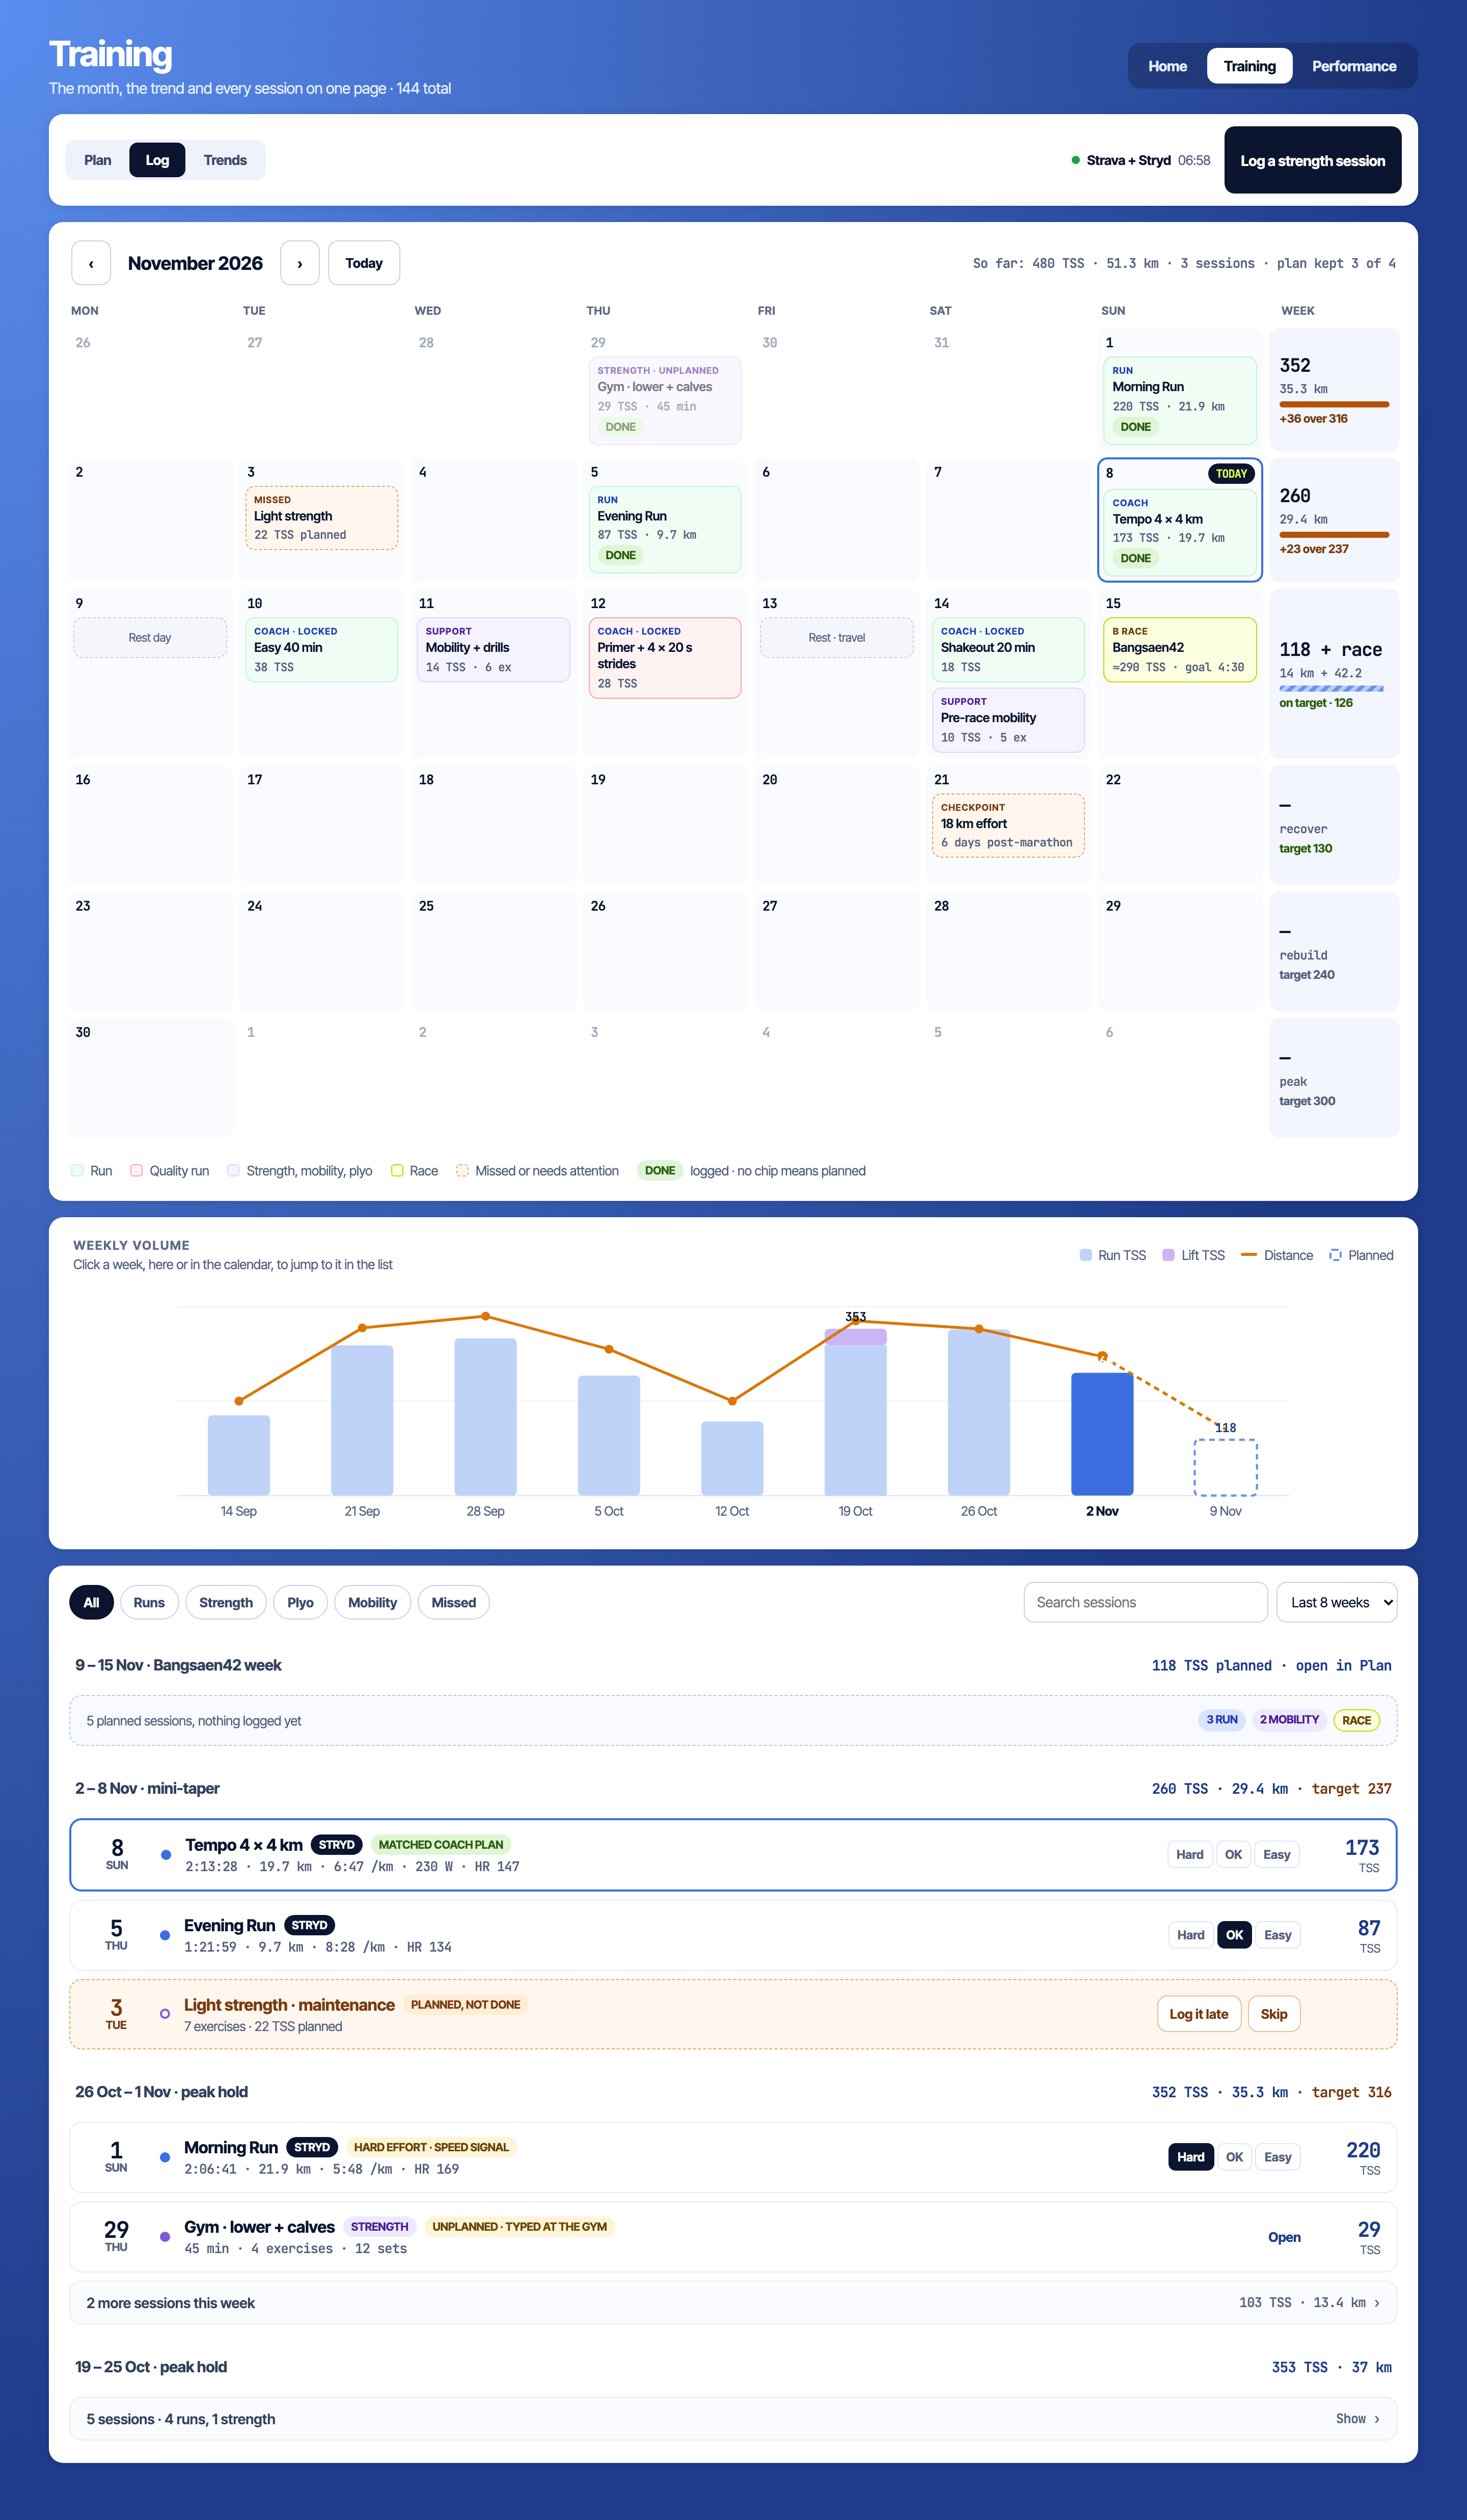 Training
The month, the trend and every session on one page · 144 total
Home
Training
Performance
Plan
Log
Trends
Strava + Stryd 06:58
Log a strength session
‹
November 2026
›
Today
So far: 480 TSS · 51.3 km · 3 sessions · plan kept 3 of 4
MON TUE WED THU FRI SAT SUN WEEK
26
27
28
29
STRENGTH · UNPLANNED
Gym · lower + calves
29 TSS · 45 min
DONE
30
31
1
RUN
Morning Run
220 TSS · 21.9 km
DONE
352
35.3 km
+36 over 316
2
3
MISSED
Light strength
22 TSS planned
4
5
RUN
Evening Run
87 TSS · 9.7 km
DONE
6
7
8
TODAY
COACH
Tempo 4 × 4 km
173 TSS · 19.7 km
DONE
260
29.4 km
+23 over 237
9
Rest day
10
COACH · LOCKED
Easy 40 min
38 TSS
11
SUPPORT
Mobility + drills
14 TSS · 6 ex
12
COACH · LOCKED
Primer + 4 × 20 s
strides
28 TSS
13
Rest · travel
14
COACH · LOCKED
Shakeout 20 min
18 TSS
SUPPORT
Pre-race mobility
10 TSS · 5 ex
15
B RACE
Bangsaen42
≈290 TSS · goal 4:30
118 + race
14 km + 42.2
on target · 126
16
17
18
19
20
21
CHECKPOINT
18 km effort
6 days post-marathon
22
—
recover
target 130
23
24
25
26
27
28
29
—
rebuild
target 240
30
1
2
3
4
5
6
—
peak
target 300
Run
Quality run
Strength, mobility, plyo
Race
Missed or needs attention
DONE logged · no chip means planned
WEEKLY VOLUME
Click a week, here or in the calendar, to jump to it in the list
Run TSS
Lift TSS
Distance
Planned
353
118
14 Sep
21 Sep
28 Sep
5 Oct
12 Oct
19 Oct
26 Oct
2 Nov
9 Nov
All
Runs
Strength
Plyo
Mobility
Missed
Search sessions
Last 8 weeks
9 – 15 Nov · Bangsaen42 week
118 TSS planned · open in Plan
5 planned sessions, nothing logged yet
3 RUN
2 MOBILITY
RACE
2 – 8 Nov · mini-taper
260 TSS · 29.4 km · target 237
8
SUN
Tempo 4 × 4 km STRYD MATCHED COACH PLAN
2:13:28 · 19.7 km · 6:47 /km · 230 W · HR 147
Hard OK Easy
173
TSS
5
THU
Evening Run STRYD
1:21:59 · 9.7 km · 8:28 /km · HR 134
Hard OK Easy
87
TSS
3
TUE
Light strength · maintenance PLANNED, NOT DONE
7 exercises · 22 TSS planned
Log it late
Skip
26 Oct – 1 Nov · peak hold
352 TSS · 35.3 km · target 316
1
SUN
Morning Run STRYD HARD EFFORT · SPEED SIGNAL
2:06:41 · 21.9 km · 5:48 /km · HR 169
Hard OK Easy
220
TSS
29
THU
Gym · lower + calves STRENGTH UNPLANNED · TYPED AT THE GYM
45 min · 4 exercises · 12 sets
Open
29
TSS
2 more sessions this week
103 TSS · 13.4 km ›
19 – 25 Oct · peak hold
353 TSS · 37 km
5 sessions · 4 runs, 1 strength
Show ›